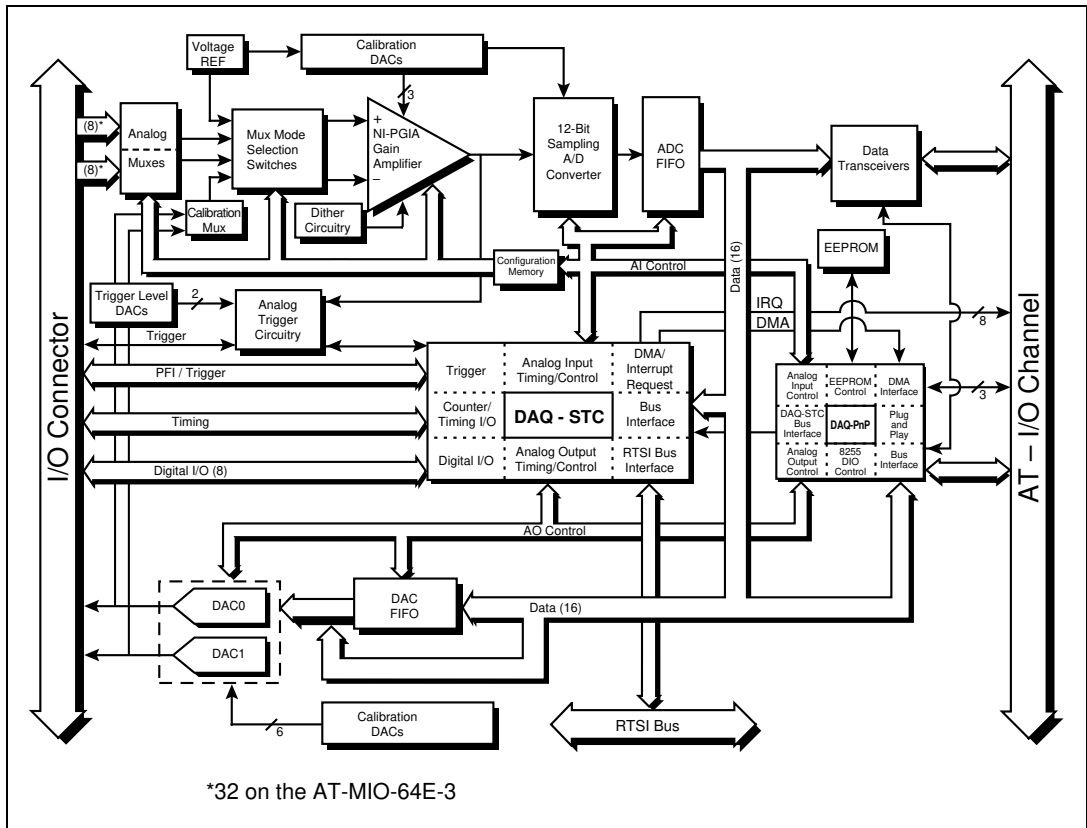 Voltage
REF
Calibration
DACs
3
(8)*
(8)*
Analog
Muxes
Mux Mode
Selection
Switches
+
NI-PGIA
Gain
Amplifier
–
12-Bit
Sampling
A/D
Converter
ADC
FIFO
Data
Transceivers
Calibration
Mux
Dither
Circuitry
Configuration
Memory
AI Control
Data (16)
EEPROM
Trigger Level
DACs
2
Analog
Trigger
Circuitry
Trigger
IRQ
DMA
8
3
PFI / Trigger
Timing
Digital I/O (8)
Trigger
Analog Input
Timing/Control
DMA/
Interrupt
Request
Counter/
Timing I/O
DAQ - STC
Bus
Interface
Digital I/O
Analog Output
Timing/Control
RTSI Bus
Interface
Analog
Input
Control
EEPROM
Control
DMA
Interface
DAQ-STC
Bus
Interface
DAQ-PnP
Plug
and
Play
Analog
Output
Control
8255
DIO
Control
Bus
Interface
I/O Connector
AT – I/O Channel
AO Control
DAC0
DAC1
DAC
FIFO
Data (16)
6
Calibration
DACs
RTSI Bus
*32 on the AT-MIO-64E-3